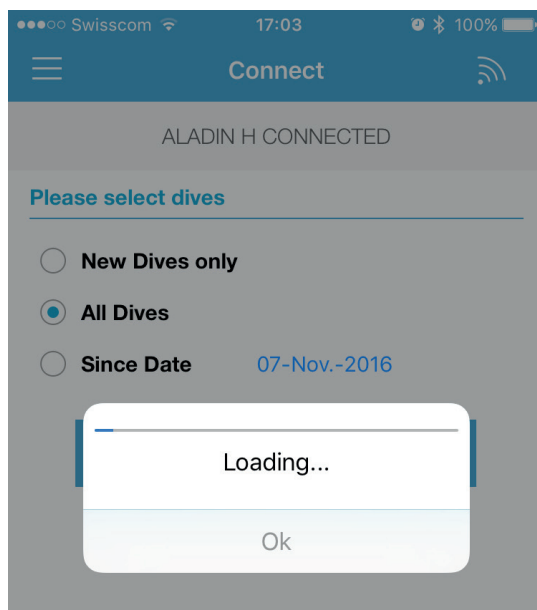 Swisscom 17:03 100%
Connect
ALADIN H CONNECTED
Please select dives
New Dives only
All Dives
Since Date 07-Nov.-2016
Loading...
Ok